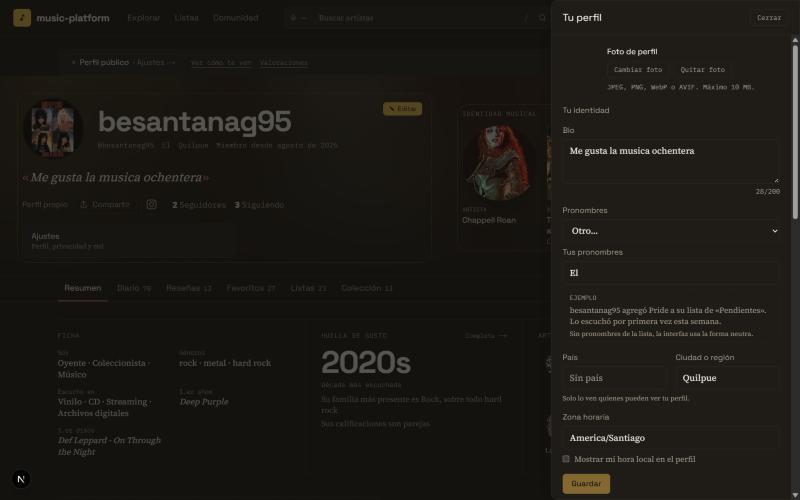 music-platform
Explorar
Listas
Comunidad
Buscar artistas
/
Perfil público · Ajustes →
Ver cómo te ven
Valoraciones
besantanag95
Editar
@besantanag95 El Quilpue Miembro desde agosto de 2026
«Me gusta la musica ochentera»
Perfil propio
Compartir
2 Seguidores
3 Siguiendo
Ajustes
Perfil, privacidad y red
IDENTIDAD MUSICAL
ARTISTA
Chappell Roan
Resumen
Diario 70
Reseñas 12
Favoritos 27
Listas 23
Colección 13
FICHA
Soy
Oyente · Coleccionista ·
Músico
Géneros
rock · metal · hard rock
Escucho en
Vinilo · CD · Streaming ·
Archivos digitales
1.er show
Deep Purple
1.er disco
Def Leppard - On Through
the Night
HUELLA DE GUSTO
Completa →
2020s
Década más escuchada
Su familia más presente es Rock, sobre todo hard
rock
Sus calificaciones son parejas
N
Tu perfil
Cerrar
Foto de perfil
Cambiar foto
Quitar foto
JPEG, PNG, WebP o AVIF. Máximo 10 MB.
Tu identidad
Bio
Me gusta la musica ochentera
28/200
Pronombres
Otro...
Tus pronombres
El
EJEMPLO
besantanag95 agregó Pride a su lista de «Pendientes».
Lo escuchó por primera vez esta semana.
Sin pronombres de la lista, la interfaz usa la forma neutra.
País
Ciudad o región
Sin país
Quilpue
Solo lo ven quienes pueden ver tu perfil.
Zona horaria
America/Santiago
Mostrar mi hora local en el perfil
Guardar